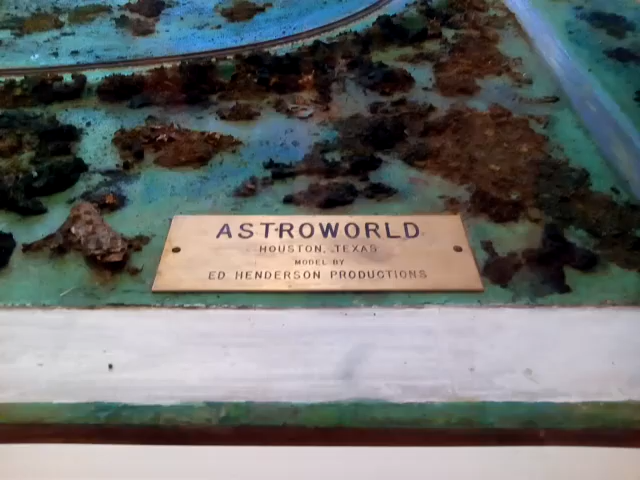 ASTROWORLD
HOUSTON, TEXAS
MODEL BY
ED HENDERSON PRODUCTIONS